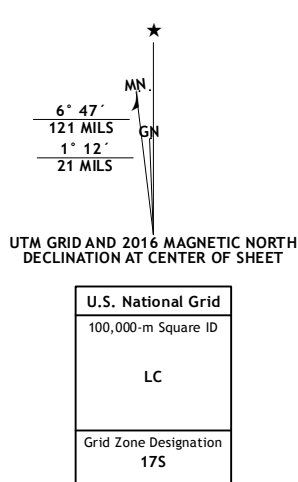 ★
MN
6° 47´
121 MILS
GN
1° 12´
21 MILS
UTM GRID AND 2016 MAGNETIC NORTH
DECLINATION AT CENTER OF SHEET
U.S. National Grid
100,000-m Square ID
LC
Grid Zone Designation
17S